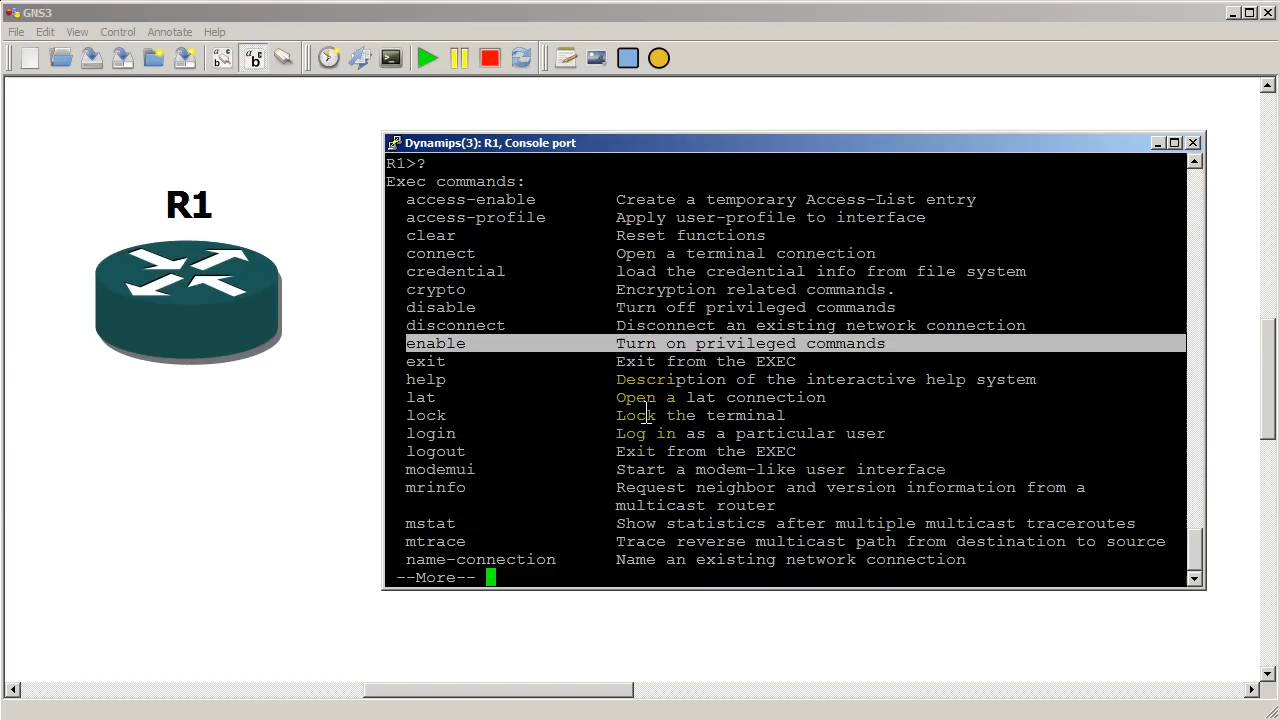 GNS3
File Edit View Control Annotate Help
R1
Dynamips(3): R1, Console port
R1>?
Exec commands:
access-enable Create a temporary Access-List entry
access-profile Apply user-profile to interface
clear Reset functions
connect Open a terminal connection
credential load the credential info from file system
crypto Encryption related commands.
disable Turn off privileged commands
disconnect Disconnect an existing network connection
enable Turn on privileged commands
exit Exit from the EXEC
help Description of the interactive help system
lat Open a lat connection
lock Lock the terminal
login Log in as a particular user
logout Exit from the EXEC
modemui Start a modem-like user interface
mrinfo Request neighbor and version information from a
multicast router
mstat Show statistics after multiple multicast traceroutes
mtrace Trace reverse multicast path from destination to source
name-connection Name an existing network connection
--More--